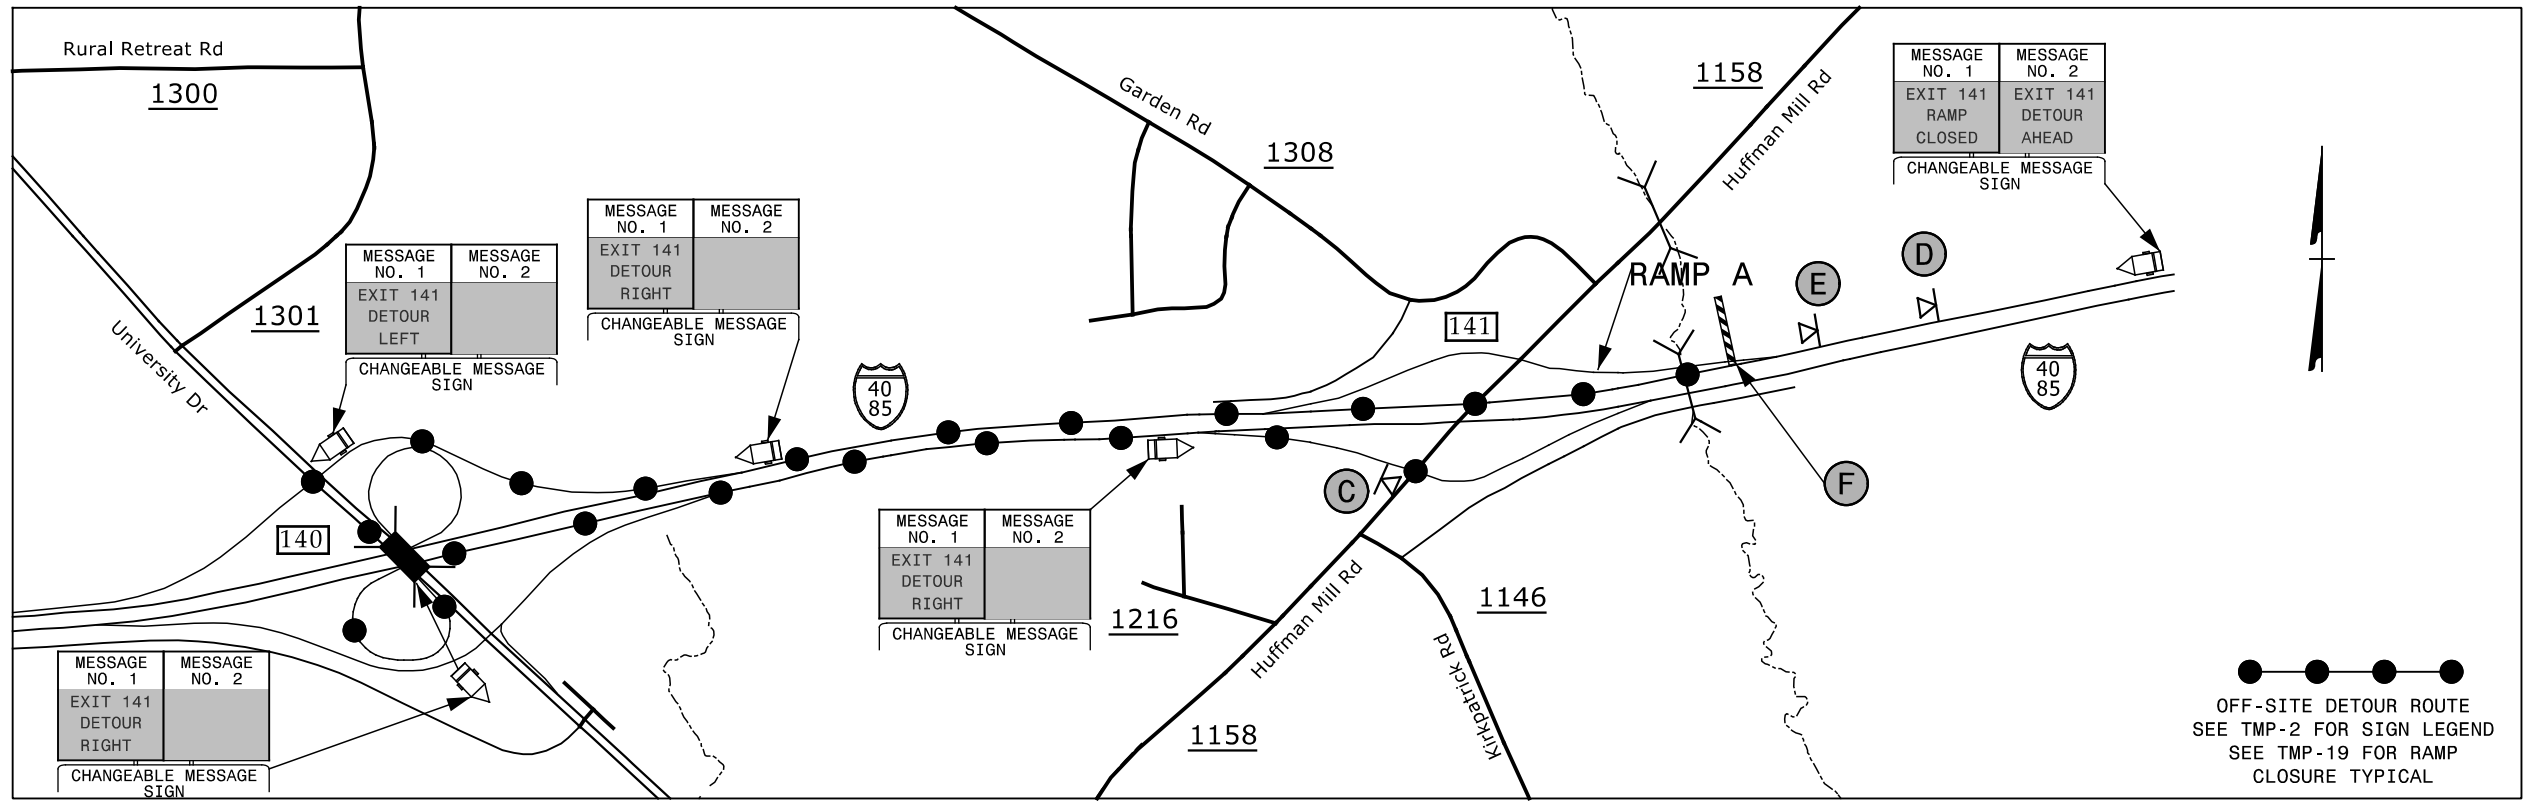 Rural Retreat Rd
1300
1301
University Dr
MESSAGE NO. 1
MESSAGE NO. 2
EXIT 141
DETOUR
LEFT
CHANGEABLE MESSAGE
SIGN
MESSAGE NO. 1
MESSAGE NO. 2
EXIT 141
DETOUR
RIGHT
CHANGEABLE MESSAGE
SIGN
40
85
Garden Rd
1308
1158
Huffman Mill Rd
MESSAGE NO. 1
MESSAGE NO. 2
EXIT 141
RAMP
CLOSED
EXIT 141
DETOUR
AHEAD
CHANGEABLE MESSAGE
SIGN
RAMP A
141
E
D
40
85
140
C
F
MESSAGE NO. 1
MESSAGE NO. 2
EXIT 141
DETOUR
RIGHT
CHANGEABLE MESSAGE
SIGN
1216
Huffman Mill Rd
1146
Kirkpatrick Rd
1158
MESSAGE NO. 1
MESSAGE NO. 2
EXIT 141
DETOUR
RIGHT
CHANGEABLE MESSAGE
SIGN
OFF-SITE DETOUR ROUTE
SEE TMP-2 FOR SIGN LEGEND
SEE TMP-19 FOR RAMP
CLOSURE TYPICAL